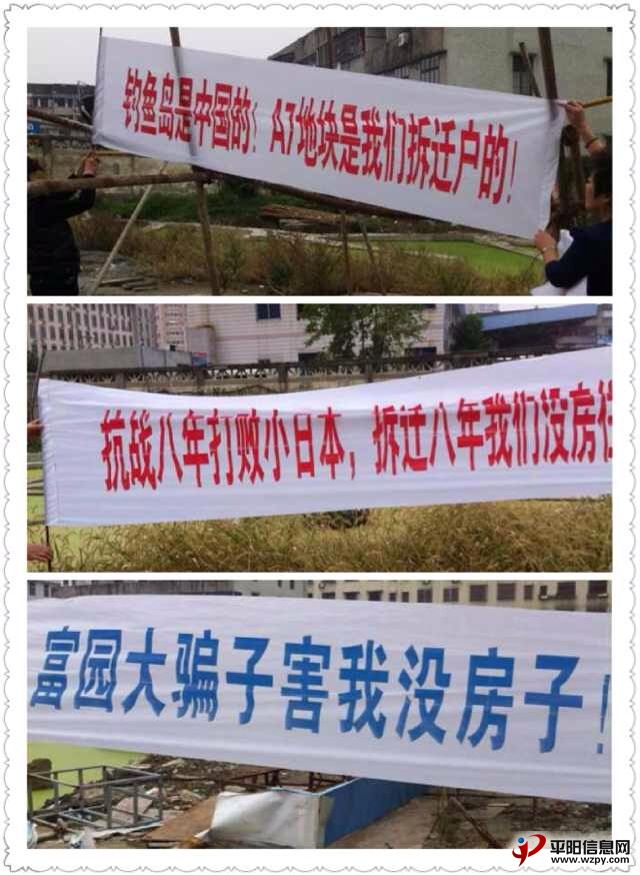 钓鱼岛是中国的！A7地块是我们拆迁户的！
抗战八年打败小日本，拆迁八年我们没房住
富园大骗子害我没房子！
平阳信息网
www.wzpy.com